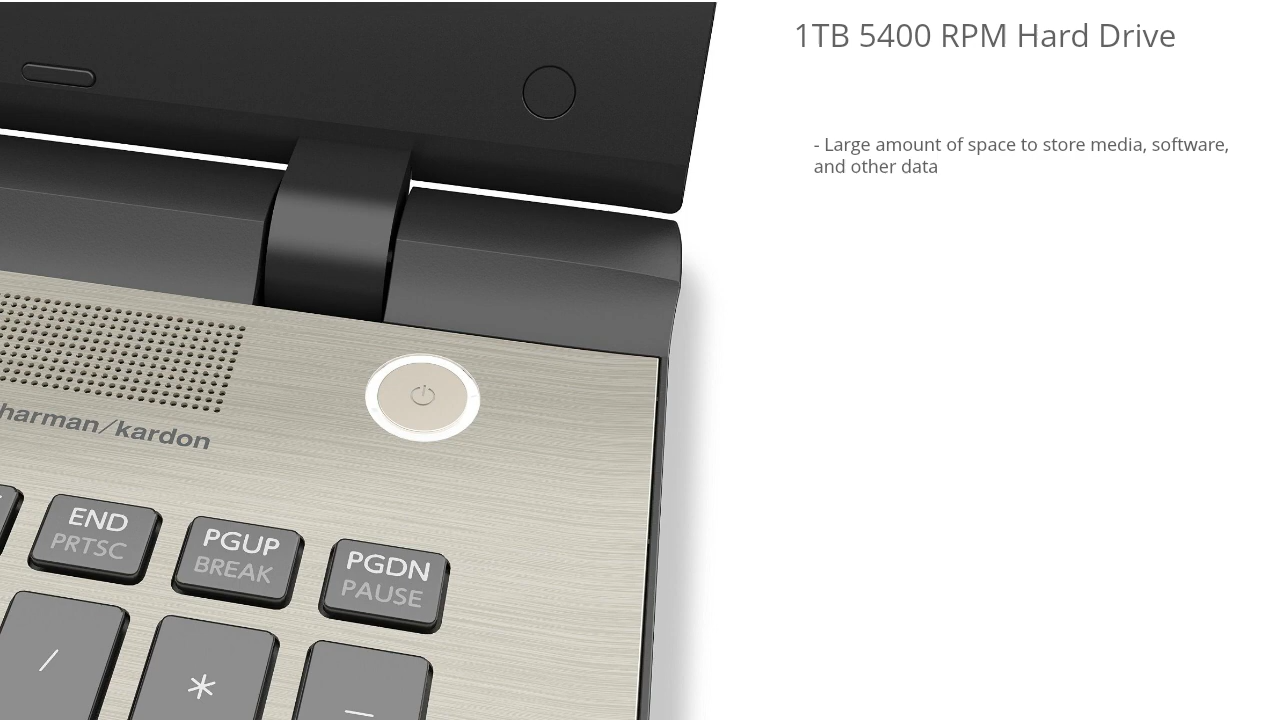 1TB 5400 RPM Hard Drive
- Large amount of space to store media, software,
and other data
harman/kardon
END
PRTSC
PGUP
BREAK
PGDN
PAUSE
/
*
–